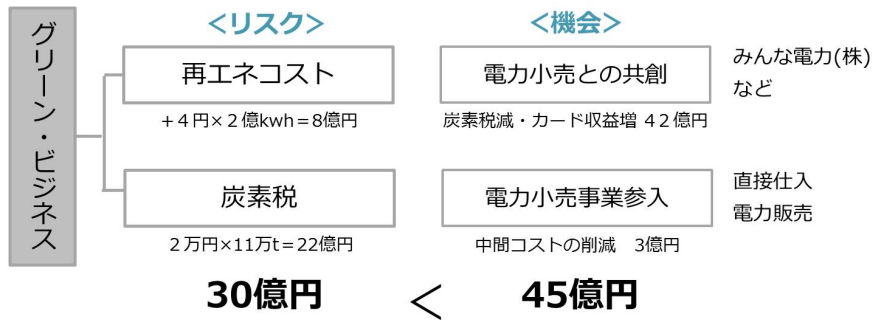 グリーン・ビジネス
＜リスク＞
再エネコスト
＋４円×２億kwh＝8億円
炭素税
２万円×11万t＝22億円
30億円
＜
＜機会＞
電力小売との共創
炭素税減・カード収益増 ４２億円
みんな電力(株)
など
電力小売事業参入
中間コストの削減　3億円
直接仕入
電力販売
45億円